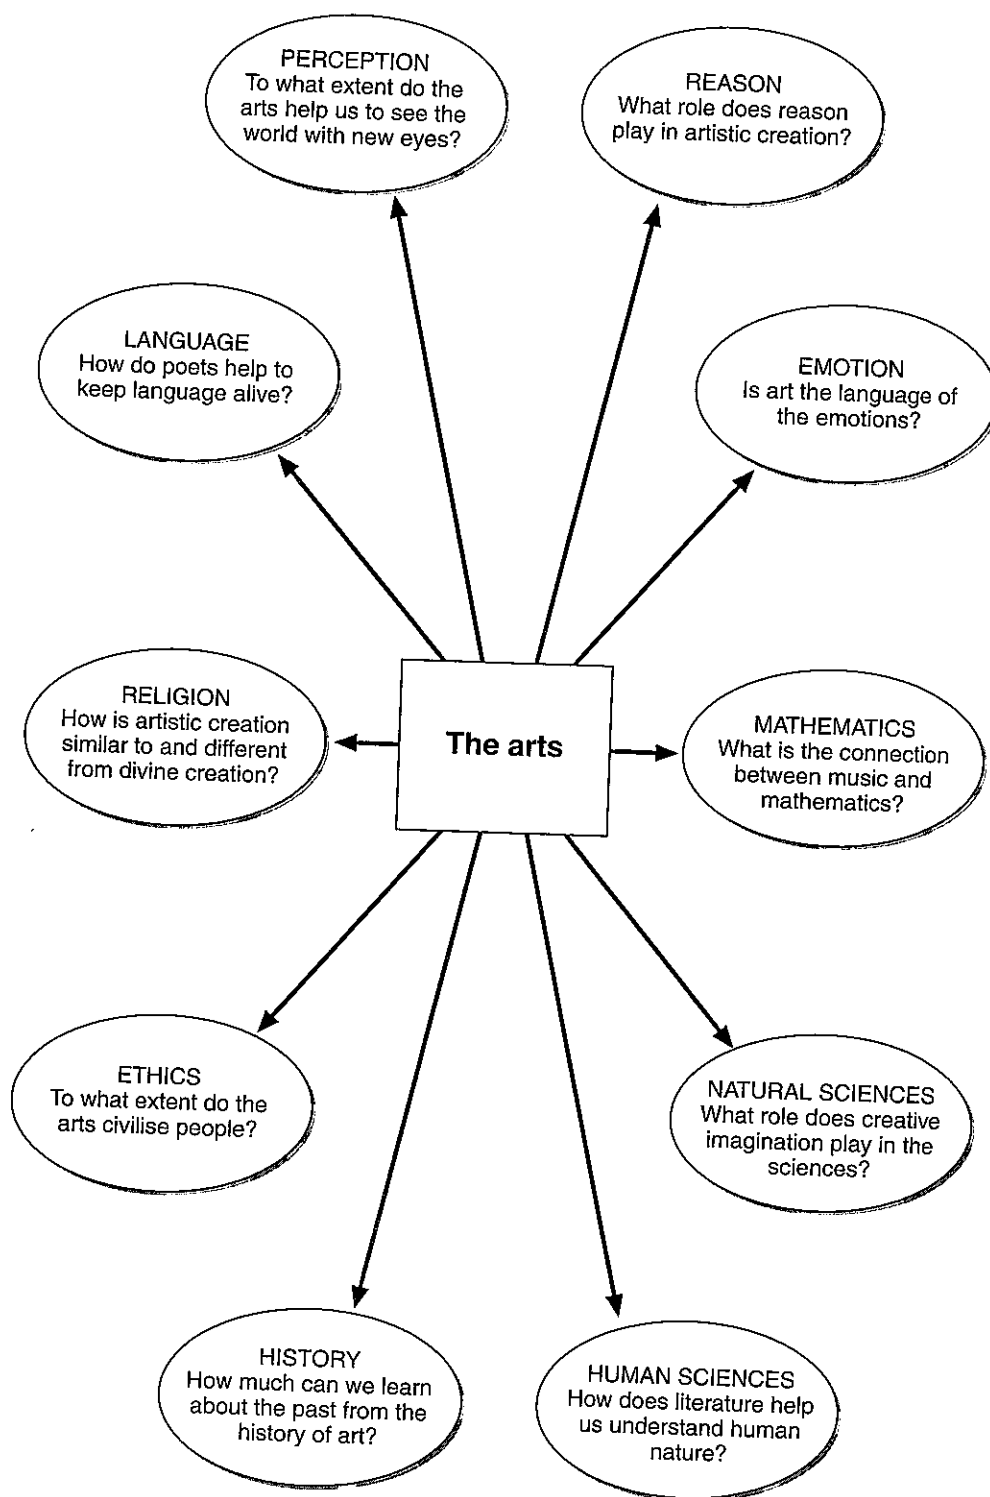 PERCEPTION
To what extent do the
arts help us to see the
world with new eyes?
REASON
What role does reason
play in artistic creation?
LANGUAGE
How do poets help to
keep language alive?
EMOTION
Is art the language of
the emotions?
RELIGION
How is artistic creation
similar to and different
from divine creation?
The arts
MATHEMATICS
What is the connection
between music and
mathematics?
ETHICS
To what extent do the
arts civilise people?
NATURAL SCIENCES
What role does creative
imagination play in the
sciences?
HISTORY
How much can we learn
about the past from the
history of art?
HUMAN SCIENCES
How does literature help
us understand human
nature?